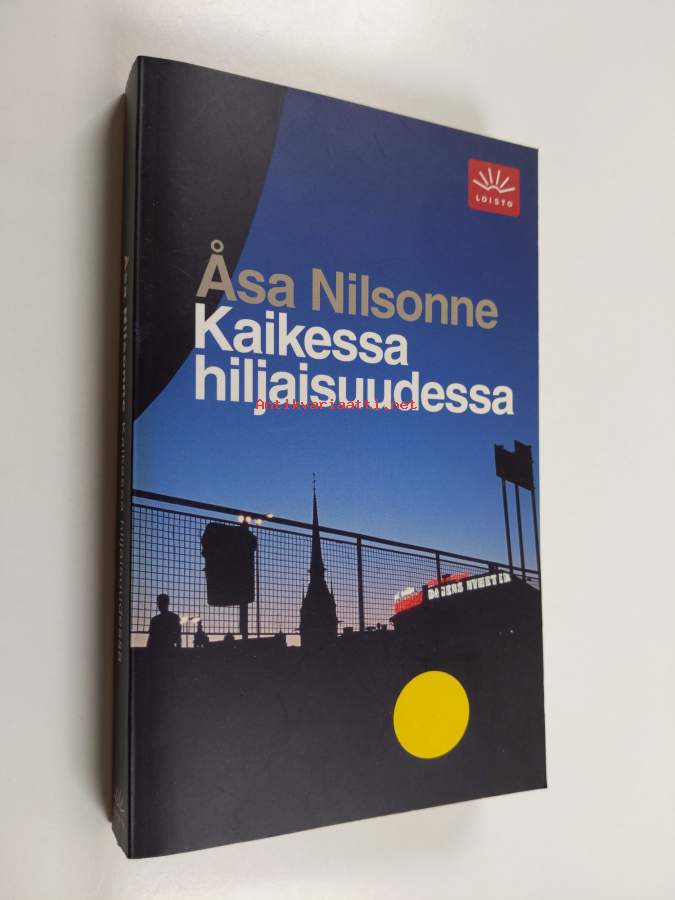 LOISTO
Åsa Nilsonne
Kaikessa
hiljaisuudessa
Antikvariaatti.net
DAGENS NYHETER
Åsa Nilsonne Kaikessa hiljaisuudessa